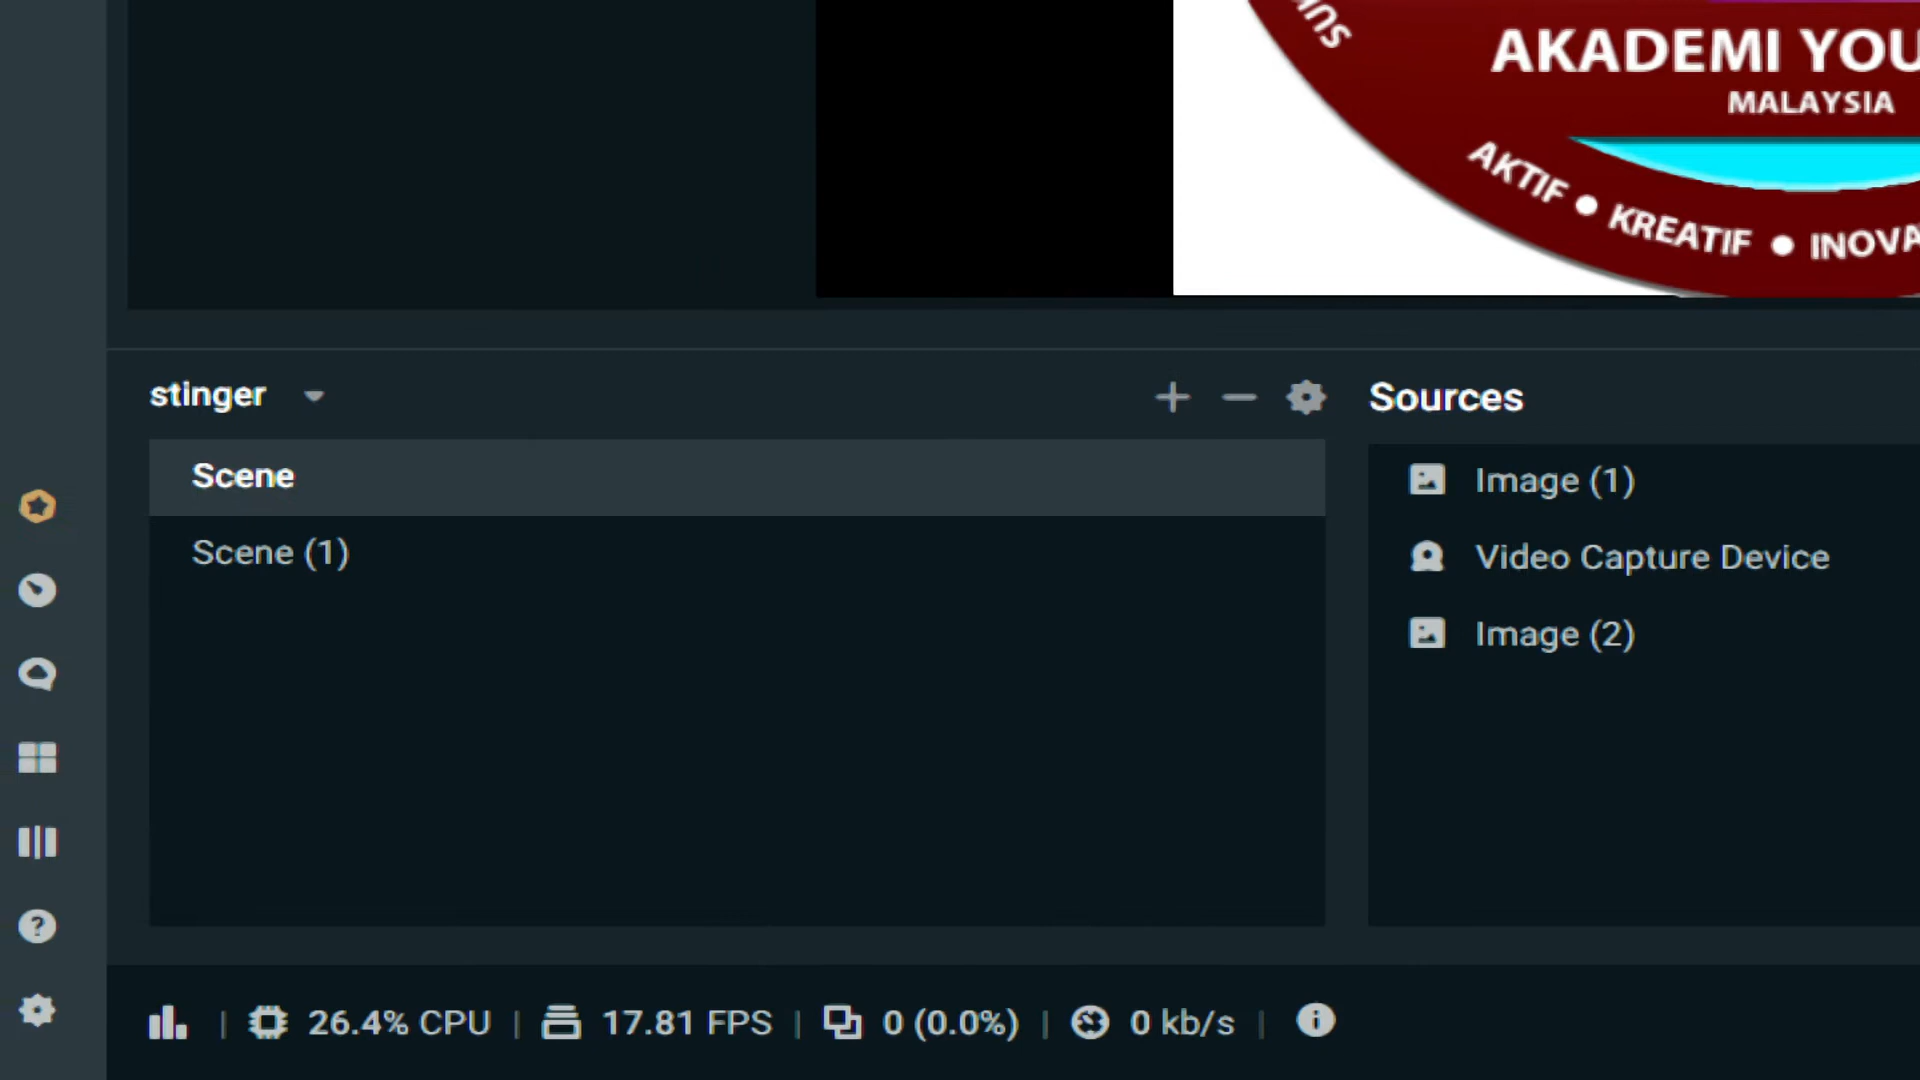 AKADEMI YOU
MALAYSIA
AKTIF • KREATIF • INOVA
stinger
Sources
Scene
Scene (1)
Image (1)
Video Capture Device
Image (2)
26.4% CPU | 17.81 FPS | 0 (0.0%) | 0 kb/s |